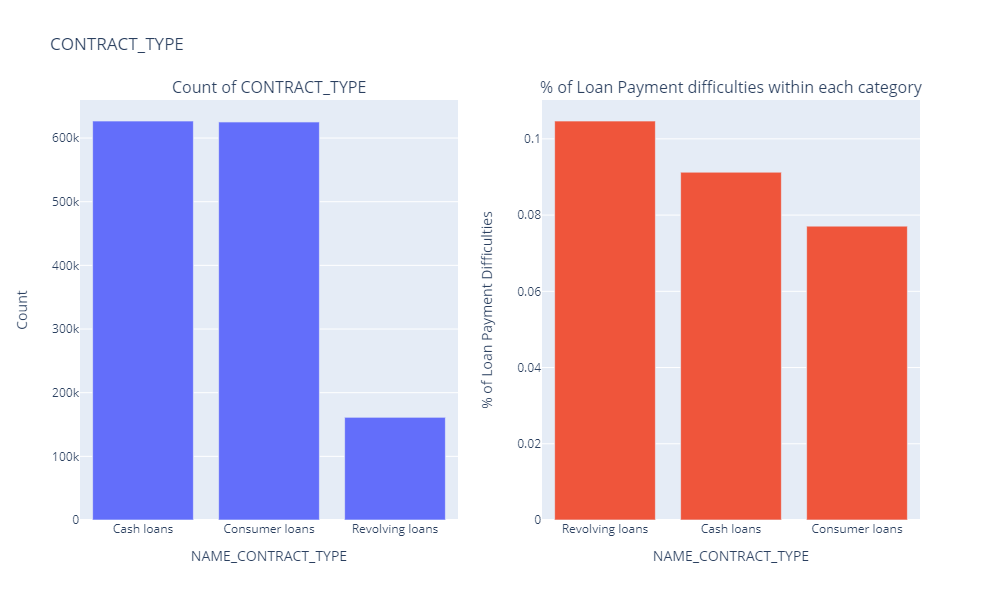 CONTRACT_TYPE
Count of CONTRACT_TYPE
600k
500k
400k
300k
200k
100k
0
Count
Cash loans
Consumer loans
Revolving loans
NAME_CONTRACT_TYPE
% of Loan Payment difficulties within each category
0.1
0.08
0.06
0.04
0.02
0
% of Loan Payment Difficulties
Revolving loans
Cash loans
Consumer loans
NAME_CONTRACT_TYPE